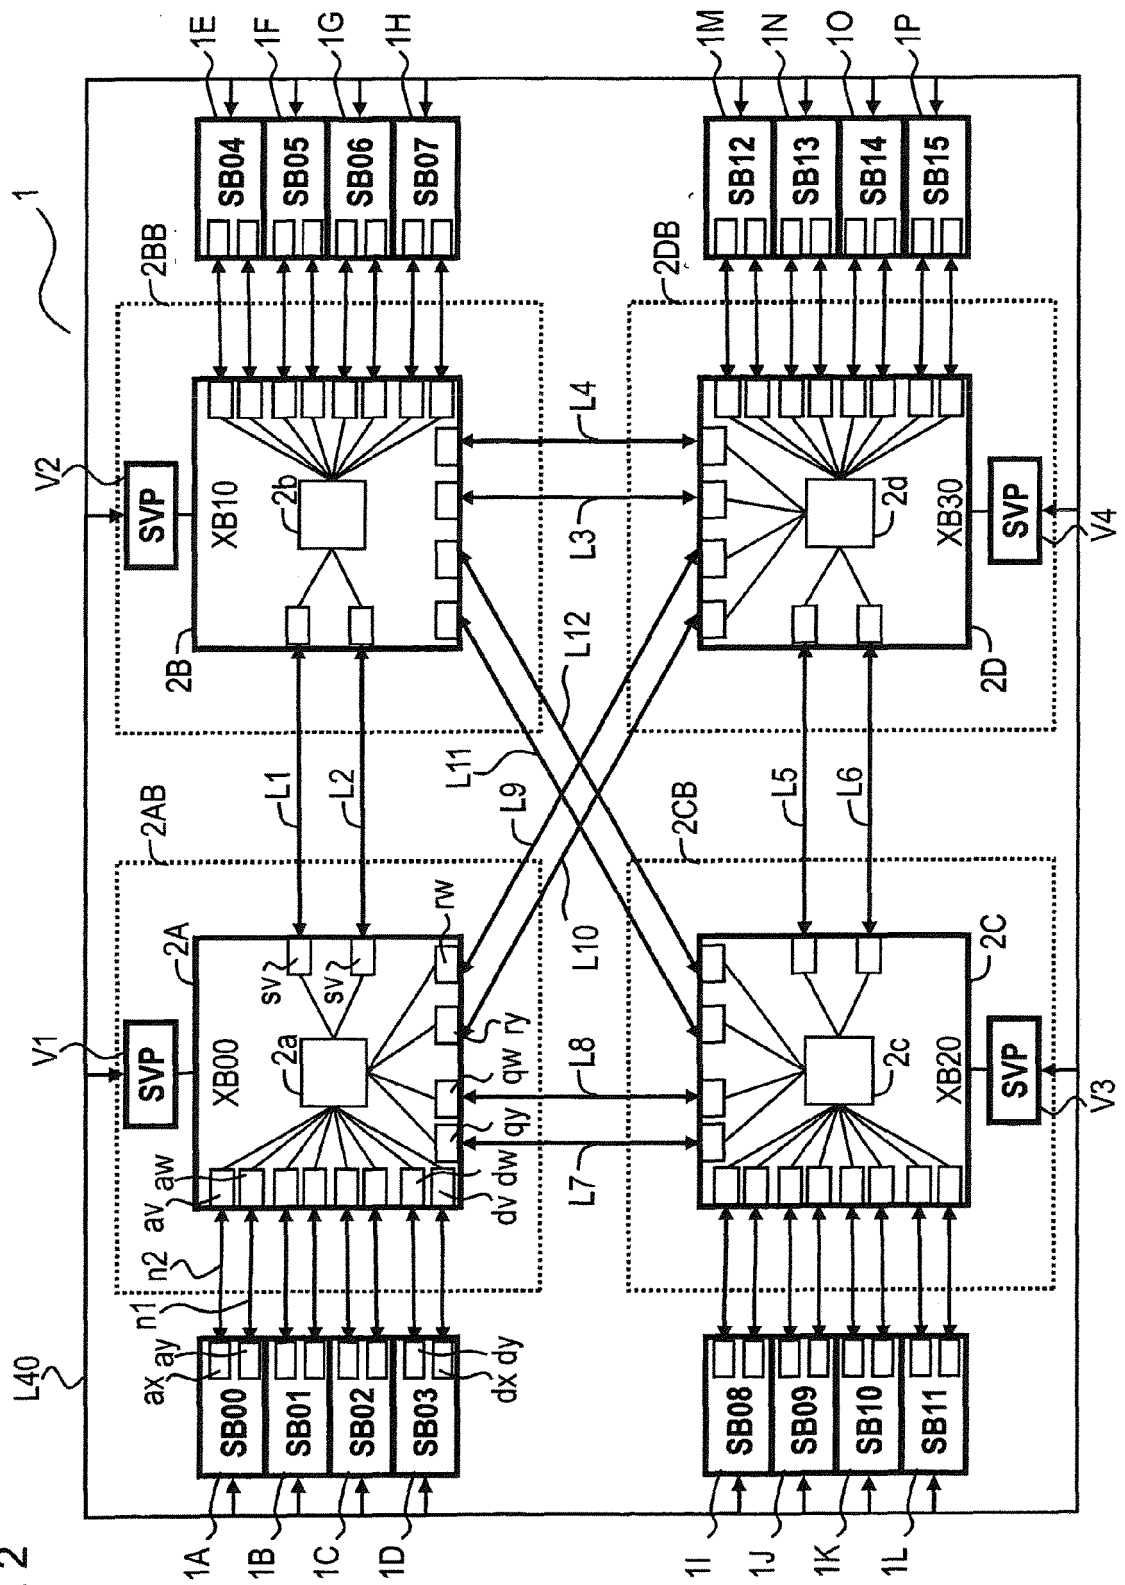 2
1
L40
V1
V2
SVP
SVP
2AB
2BB
2A
2B
XB00
XB10
2a
2b
1A
1B
1C
1D
SB00
SB01
SB02
SB03
ax
ay
dx
dy
n1
n2
av
aw
dv
dw
sv
sv
qy
qw
ry
rw
L1
L2
1E
1F
1G
1H
SB04
SB05
SB06
SB07
L7
L8
L10
L9
L11
L12
L3
L4
1I
1J
1K
1L
SB08
SB09
SB10
SB11
2CB
2DB
2c
2d
XB20
XB30
2C
2D
L5
L6
SVP
SVP
V3
V4
1M
1N
1O
1P
SB12
SB13
SB14
SB15